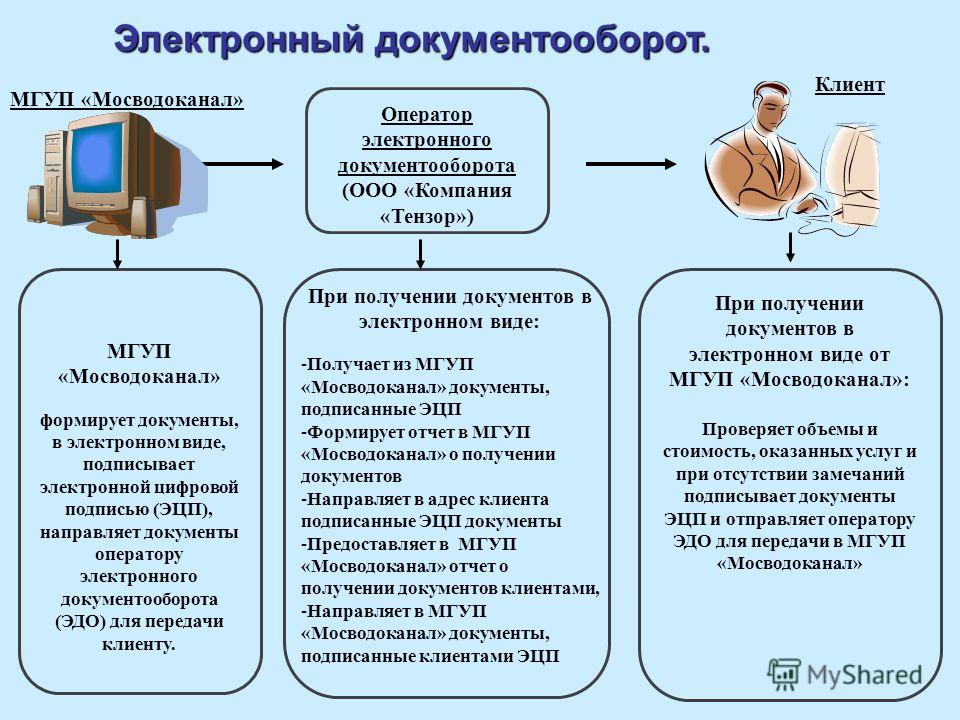 Электронный документооборот.
МГУП «Мосводоканал»
Клиент
Оператор
электронного
документооборота
(ООО «Компания
«Тензор»)
МГУП
«Мосводоканал»
формирует документы,
в электронном виде,
подписывает
электронной цифровой
подписью (ЭЦП),
направляет документы
оператору
электронного
документооборота
(ЭДО) для передачи
клиенту.
При получении документов в
электронном виде:
-Получает из МГУП
«Мосводоканал» документы,
подписанные ЭЦП
-Формирует отчет в МГУП
«Мосводоканал» о получении
документов
-Направляет в адрес клиента
подписанные ЭЦП документы
-Предоставляет в МГУП
«Мосводоканал» отчет о
получении документов клиентами,
-Направляет в МГУП
«Мосводоканал» документы,
подписанные клиентами ЭЦП
При получении
документов в
электронном виде от
МГУП «Мосводоканал»:
Проверяет объемы и
стоимость, оказанных услуг и
при отсутствии замечаний
подписывает документы
ЭЦП и отправляет оператору
ЭДО для передачи в МГУП
«Мосводоканал»
MyShared